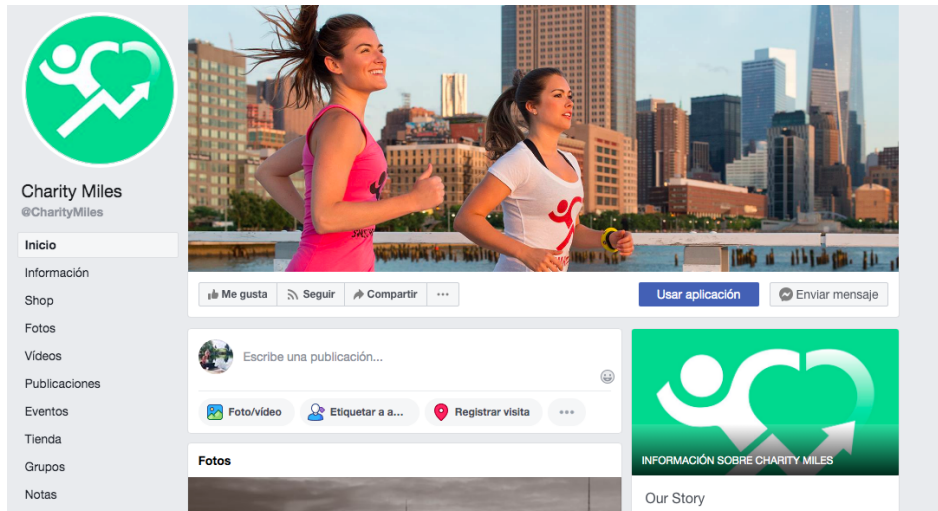 Charity Miles
@CharityMiles
Inicio
Información
Shop
Fotos
Vídeos
Publicaciones
Eventos
Tienda
Grupos
Notas
Me gusta
Seguir
Compartir
Usar aplicación
Enviar mensaje
Escribe una publicación...
Foto/vídeo
Etiquetar a a...
Registrar visita
Fotos
INFORMACIÓN SOBRE CHARITY MILES
Our Story